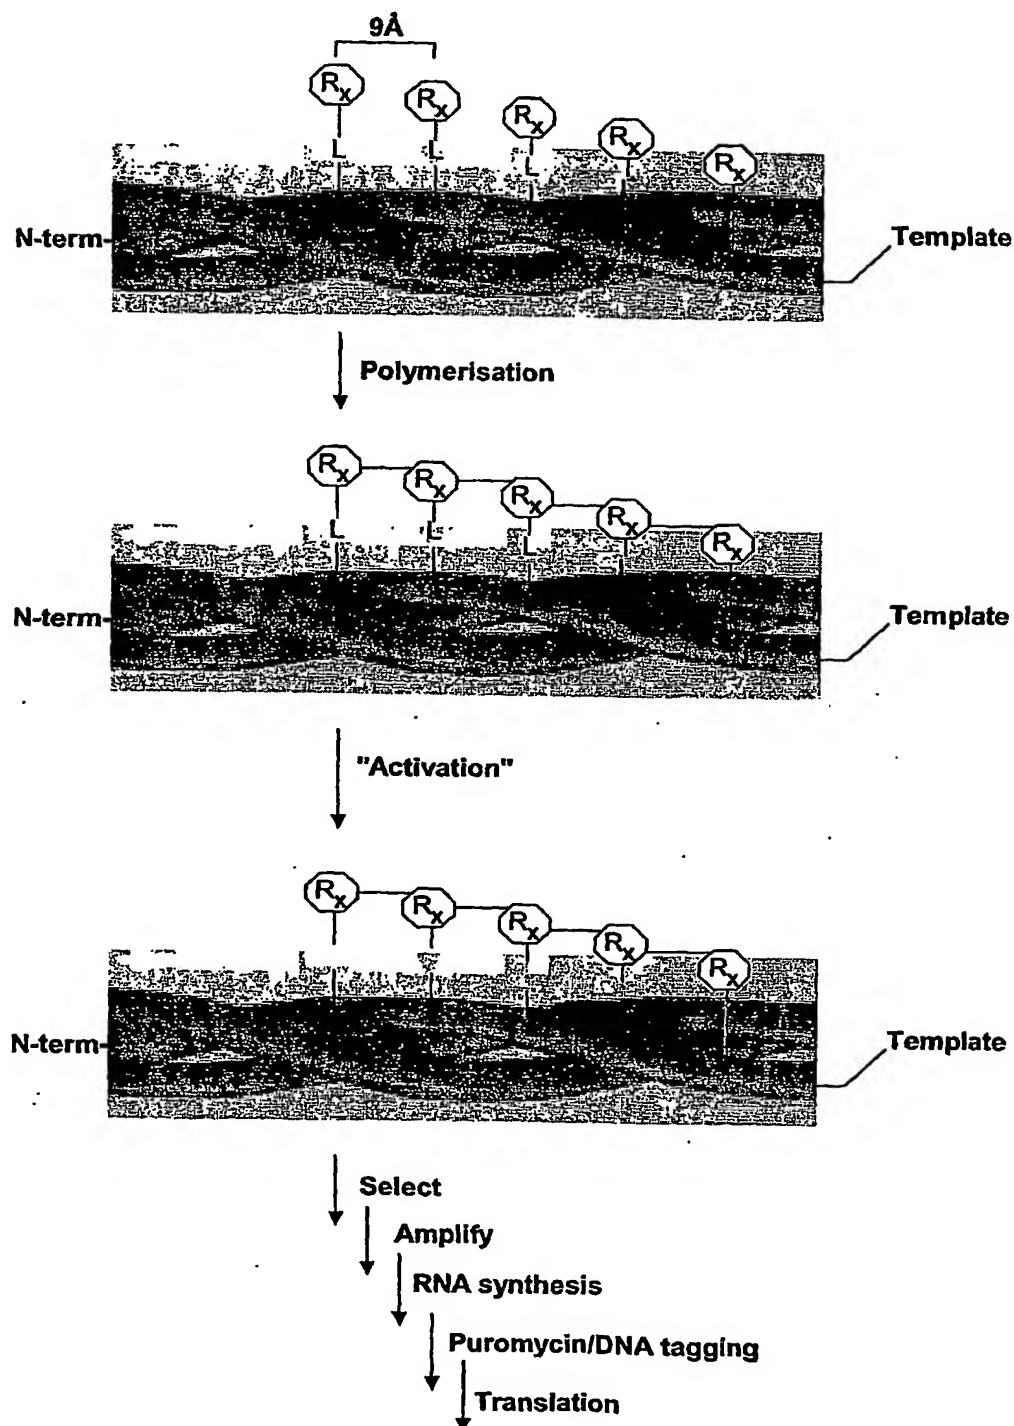 9Å
Rx Rx Rx Rx Rx
L L L L
N-term
Template
Polymerisation
Rx Rx Rx Rx Rx
L L L
N-term
Template
"Activation"
Rx Rx Rx Rx Rx
N-term
Template
Select
Amplify
RNA synthesis
Puromycin/DNA tagging
Translation